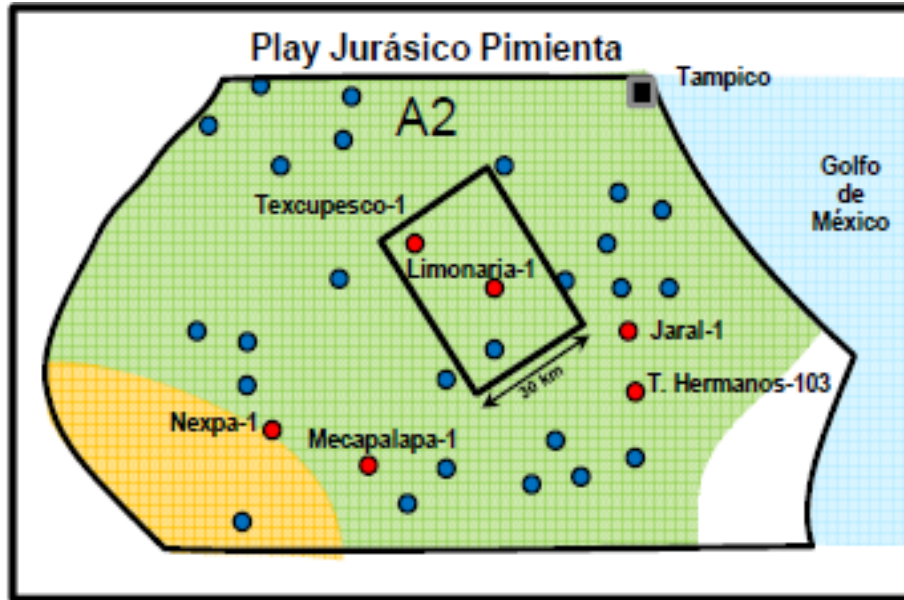 Play Jurásico Pimienta
Tampico
A2
Golfo
de
México
Texcupesco-1
Limonaria-1
Jaral-1
30 km
T. Hermanos-103
Nexpa-1
Mecapalapa-1